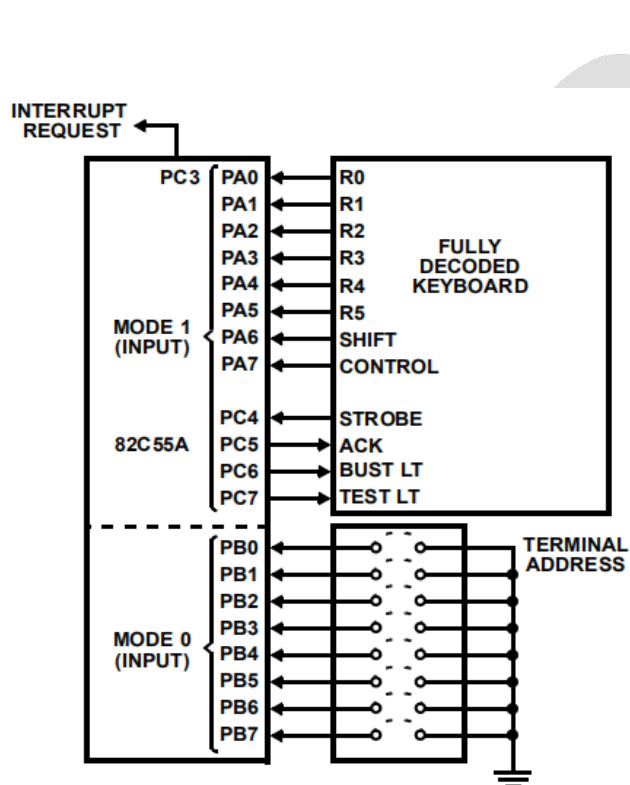 INTERRUPT
REQUEST
PC3
PA0
PA1
PA2
PA3
PA4
PA5
PA6
PA7
MODE 1
(INPUT)
82C55A
PC4
PC5
PC6
PC7
R0
R1
R2
R3
R4
R5
SHIFT
CONTROL
STROBE
ACK
BUST LT
TEST LT
FULLY
DECODED
KEYBOARD
PB0
PB1
PB2
PB3
PB4
PB5
PB6
PB7
MODE 0
(INPUT)
TERMINAL
ADDRESS